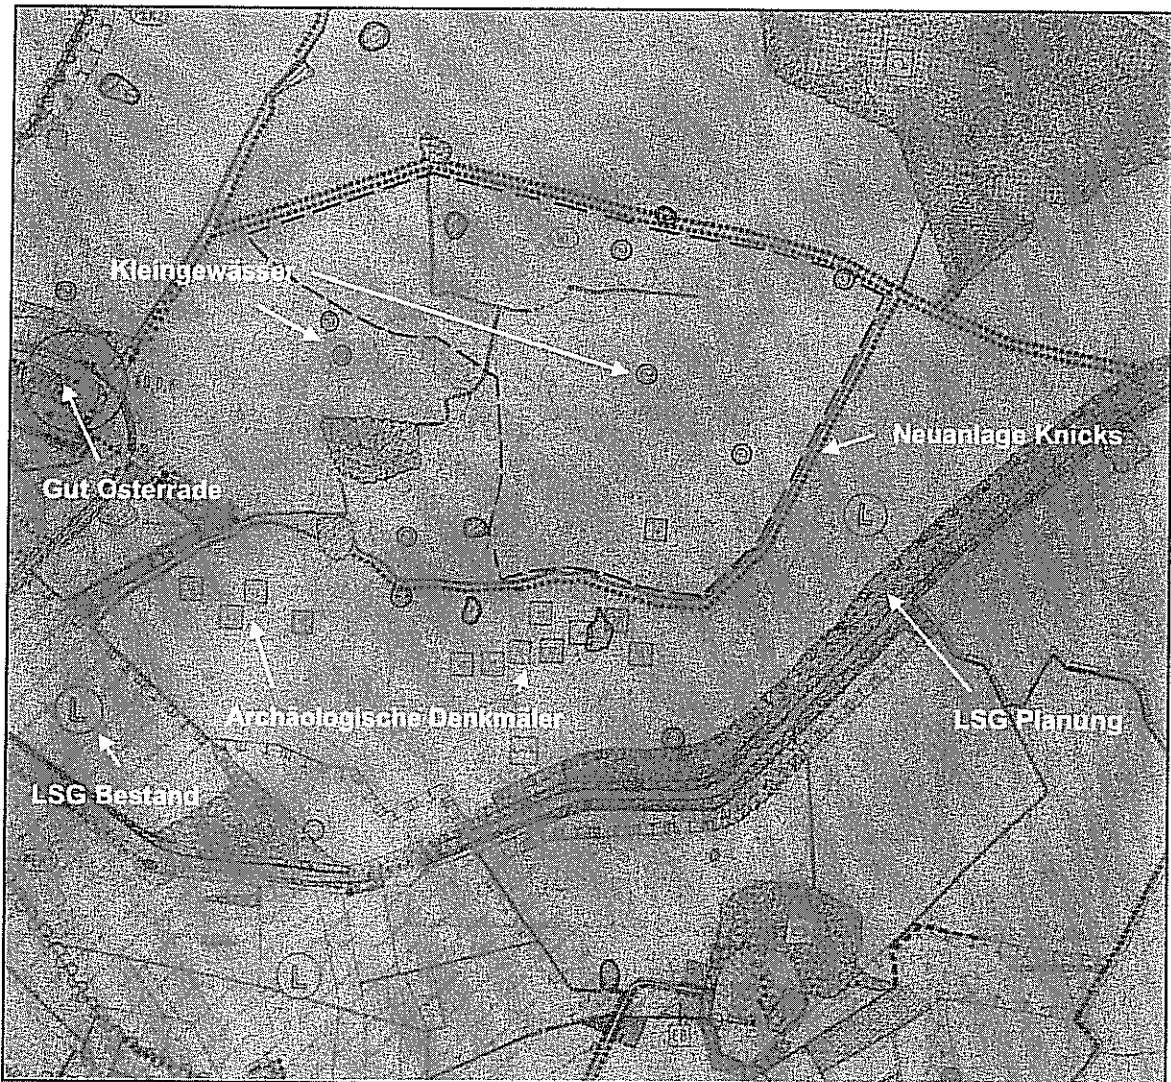 Kleingewässer
Neuanlage Knicks
Gut Osterrade
L
Archäologische Denkmäler
L
LSG Planung
LSG Bestand
L